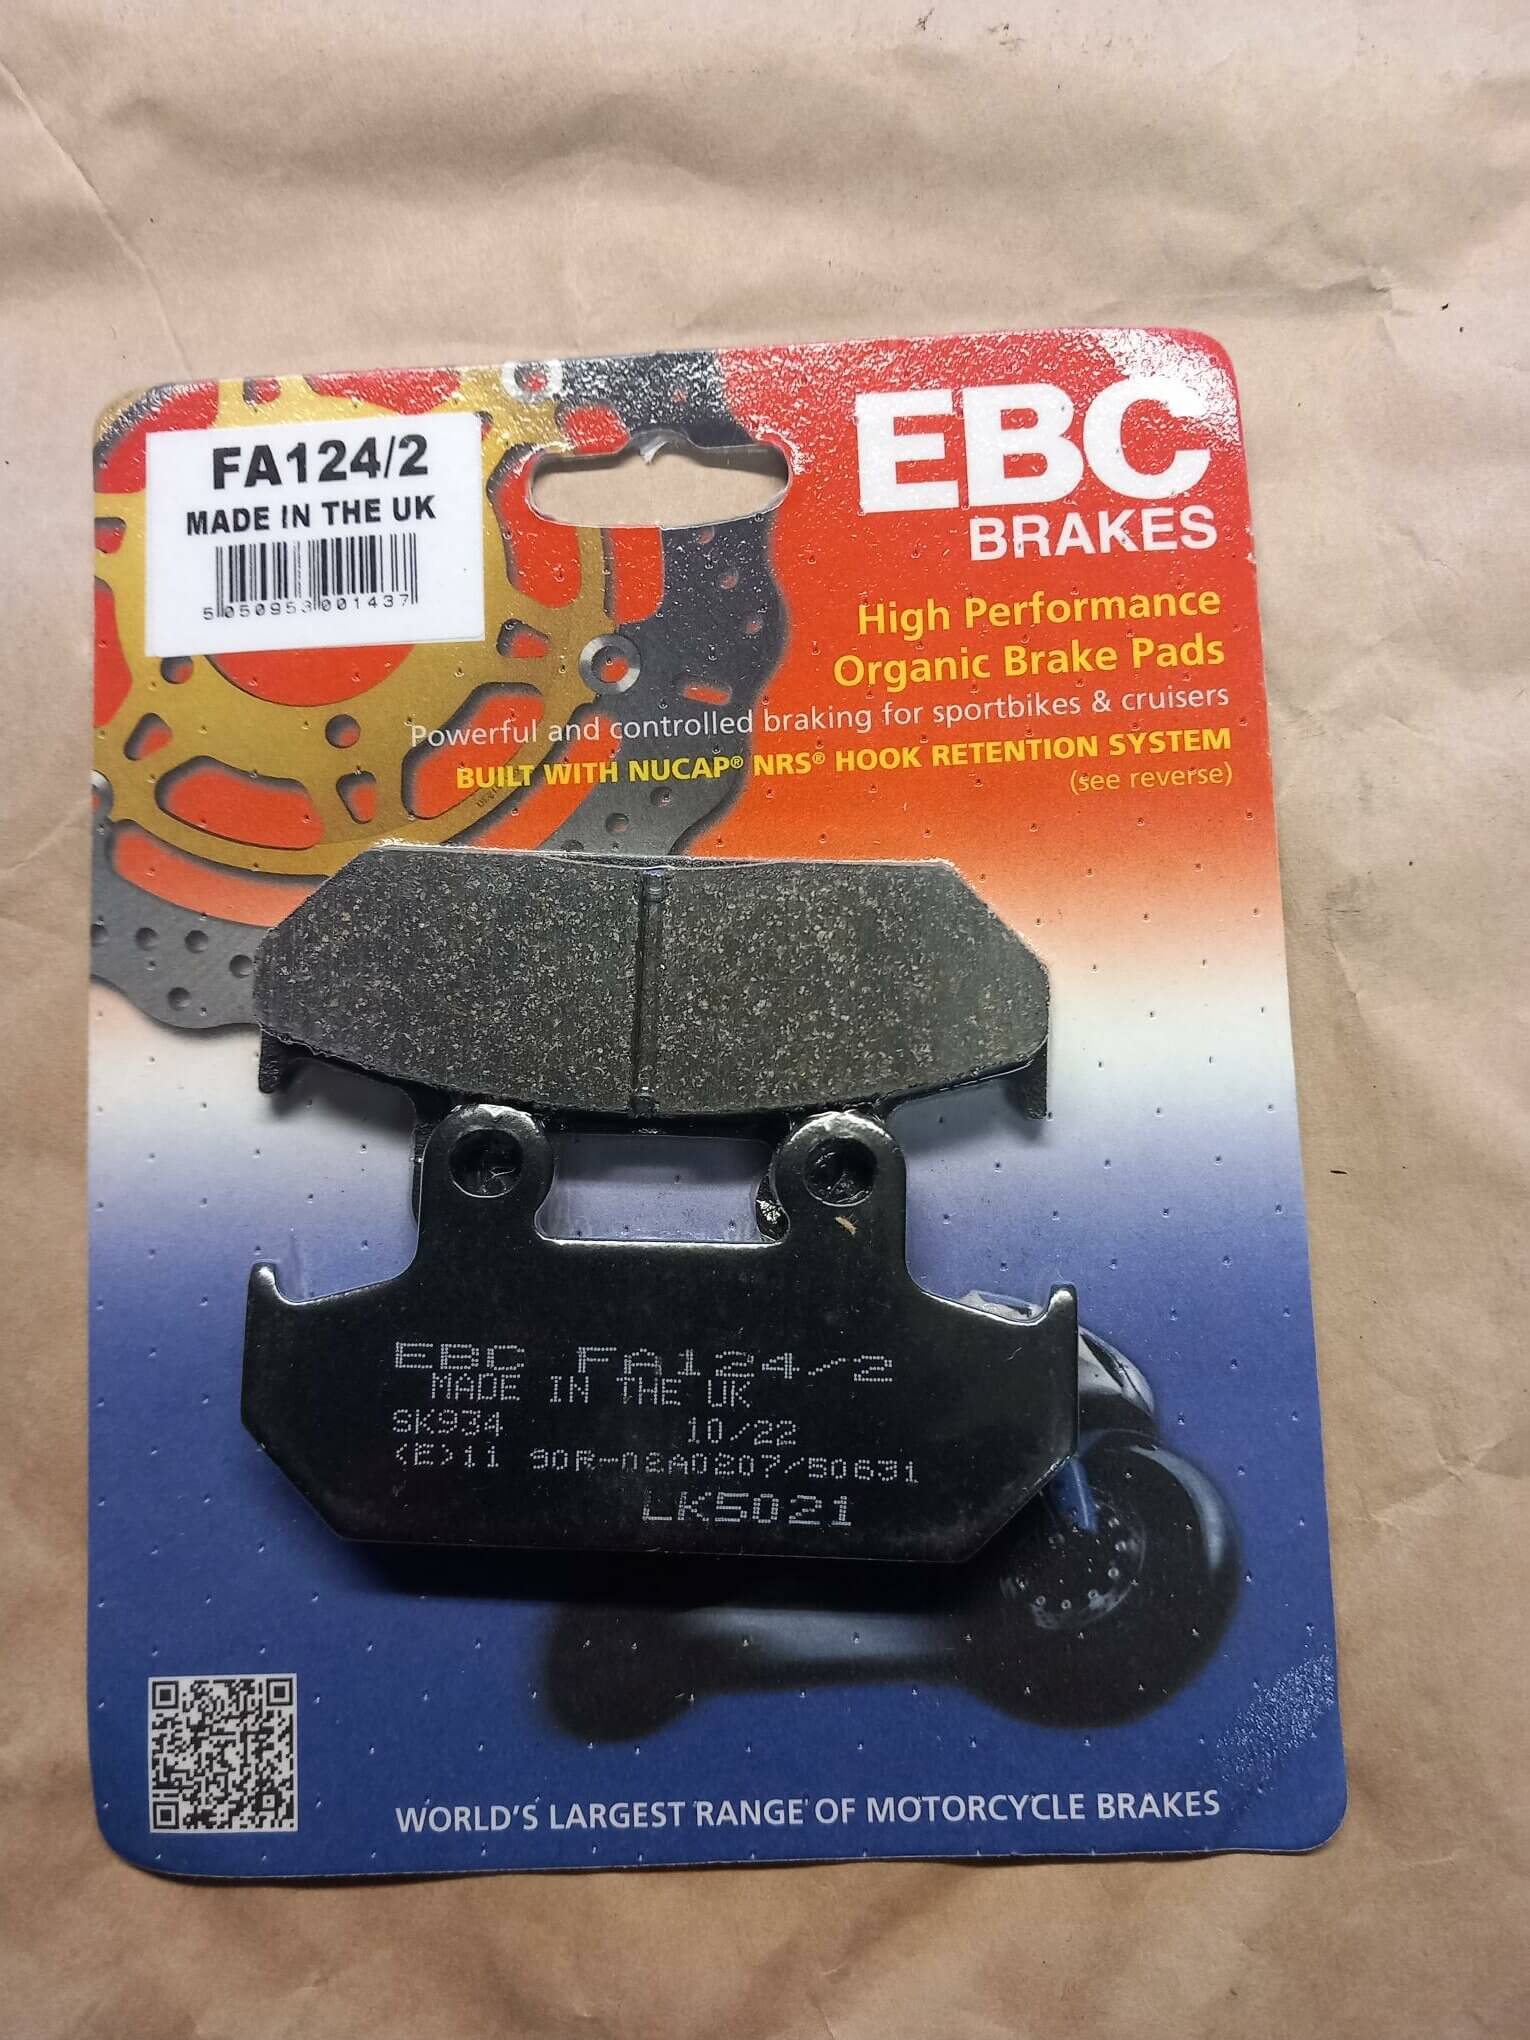 FA124/2
MADE IN THE UK
5 050953 001437
EBC
BRAKES
High Performance
Organic Brake Pads
Powerful and controlled braking for sportbikes & cruisers
BUILT WITH NUCAP® NRS® HOOK RETENTION SYSTEM
(see reverse)
EBC FA124/2
MADE IN THE UK
SK934 10/22
(E)11 90R-02A0207/50631
LK5021
WORLD'S LARGEST RANGE OF MOTORCYCLE BRAKES